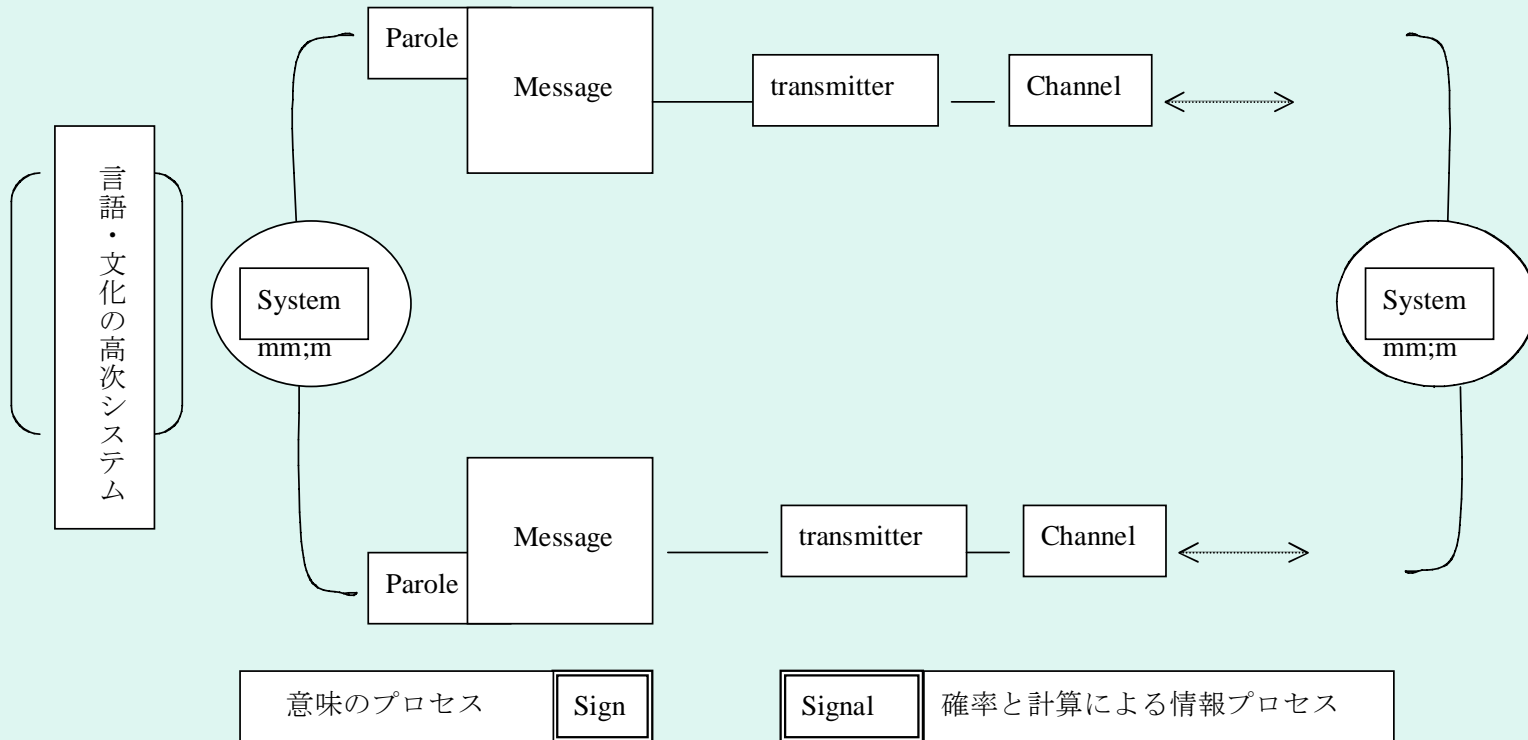 Parole
Message
transmitter
Channel
言語・文化の高次システム
System
mm;m
System
mm;m
Message
transmitter
Channel
Parole
意味のプロセス
Sign
Signal
確率と計算による情報プロセス